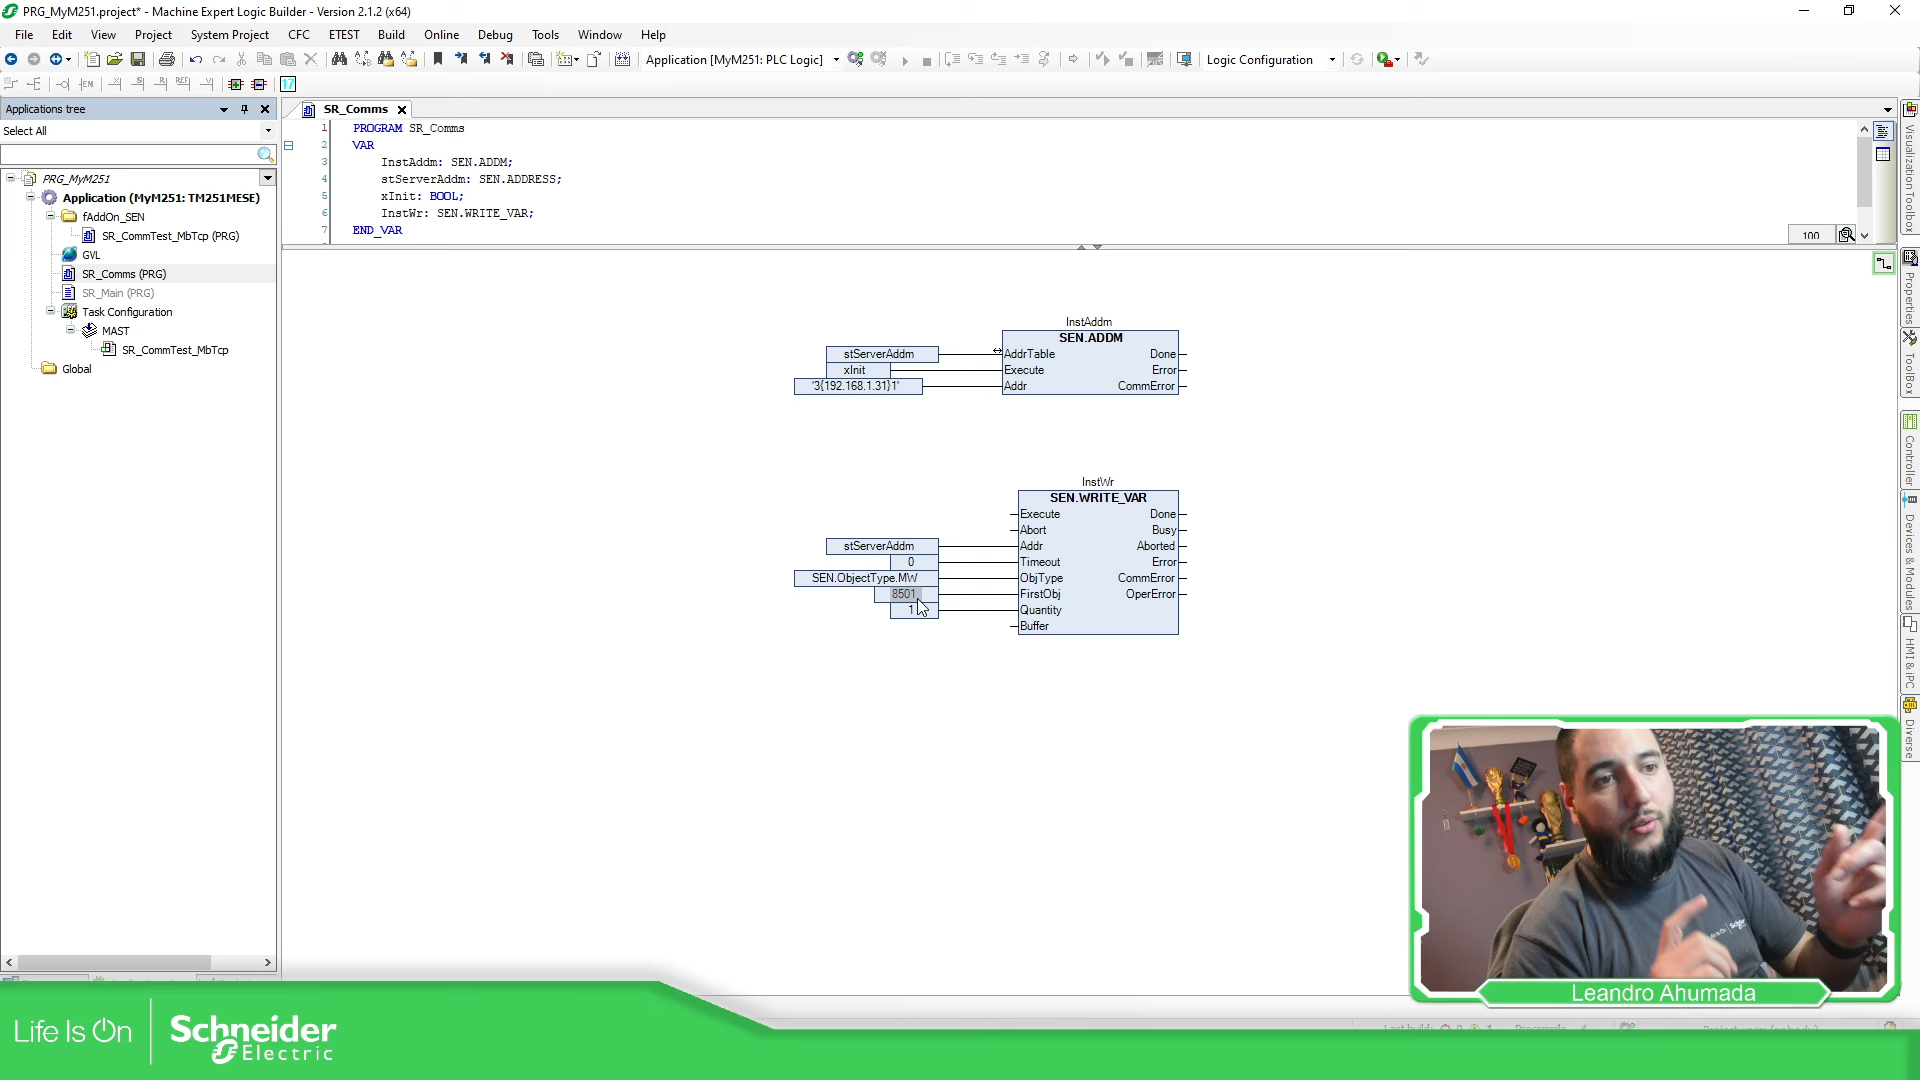 PRG_MyM251.project* - Machine Expert Logic Builder - Version 2.1.2 (x64)
File Edit View Project System Project CFC ETEST Build Online Debug Tools Window Help
Application [MyM251: PLC Logic]
Logic Configuration
Applications tree
Select All
PRG_MyM251
Application (MyM251: TM251MESE)
fAddOn_SEN
SR_CommTest_MbTcp (PRG)
GVL
SR_Comms (PRG)
SR_Main (PRG)
Task Configuration
MAST
SR_CommTest_MbTcp
Global
SR_Comms
1 PROGRAM SR_Comms
2 VAR
3 InstAddm: SEN.ADDM;
4 stServerAddm: SEN.ADDRESS;
5 xInit: BOOL;
6 InstWr: SEN.WRITE_VAR;
7 END_VAR
100
InstAddm
SEN.ADDM
stServerAddm AddrTable Done
xInit Execute Error
'3{192.168.1.31}1' Addr CommError
InstWr
SEN.WRITE_VAR
Execute Done
Abort Busy
stServerAddm Addr Aborted
0 Timeout Error
SEN.ObjectType.MW ObjType CommError
8501 FirstObj OperError
1 Quantity
Buffer
Visualization Toolbox
Properties
ToolBox
Controller
Devices & Modules
HMI & iPC
Diverse
Leandro Ahumada
Life Is On
Schneider
Electric